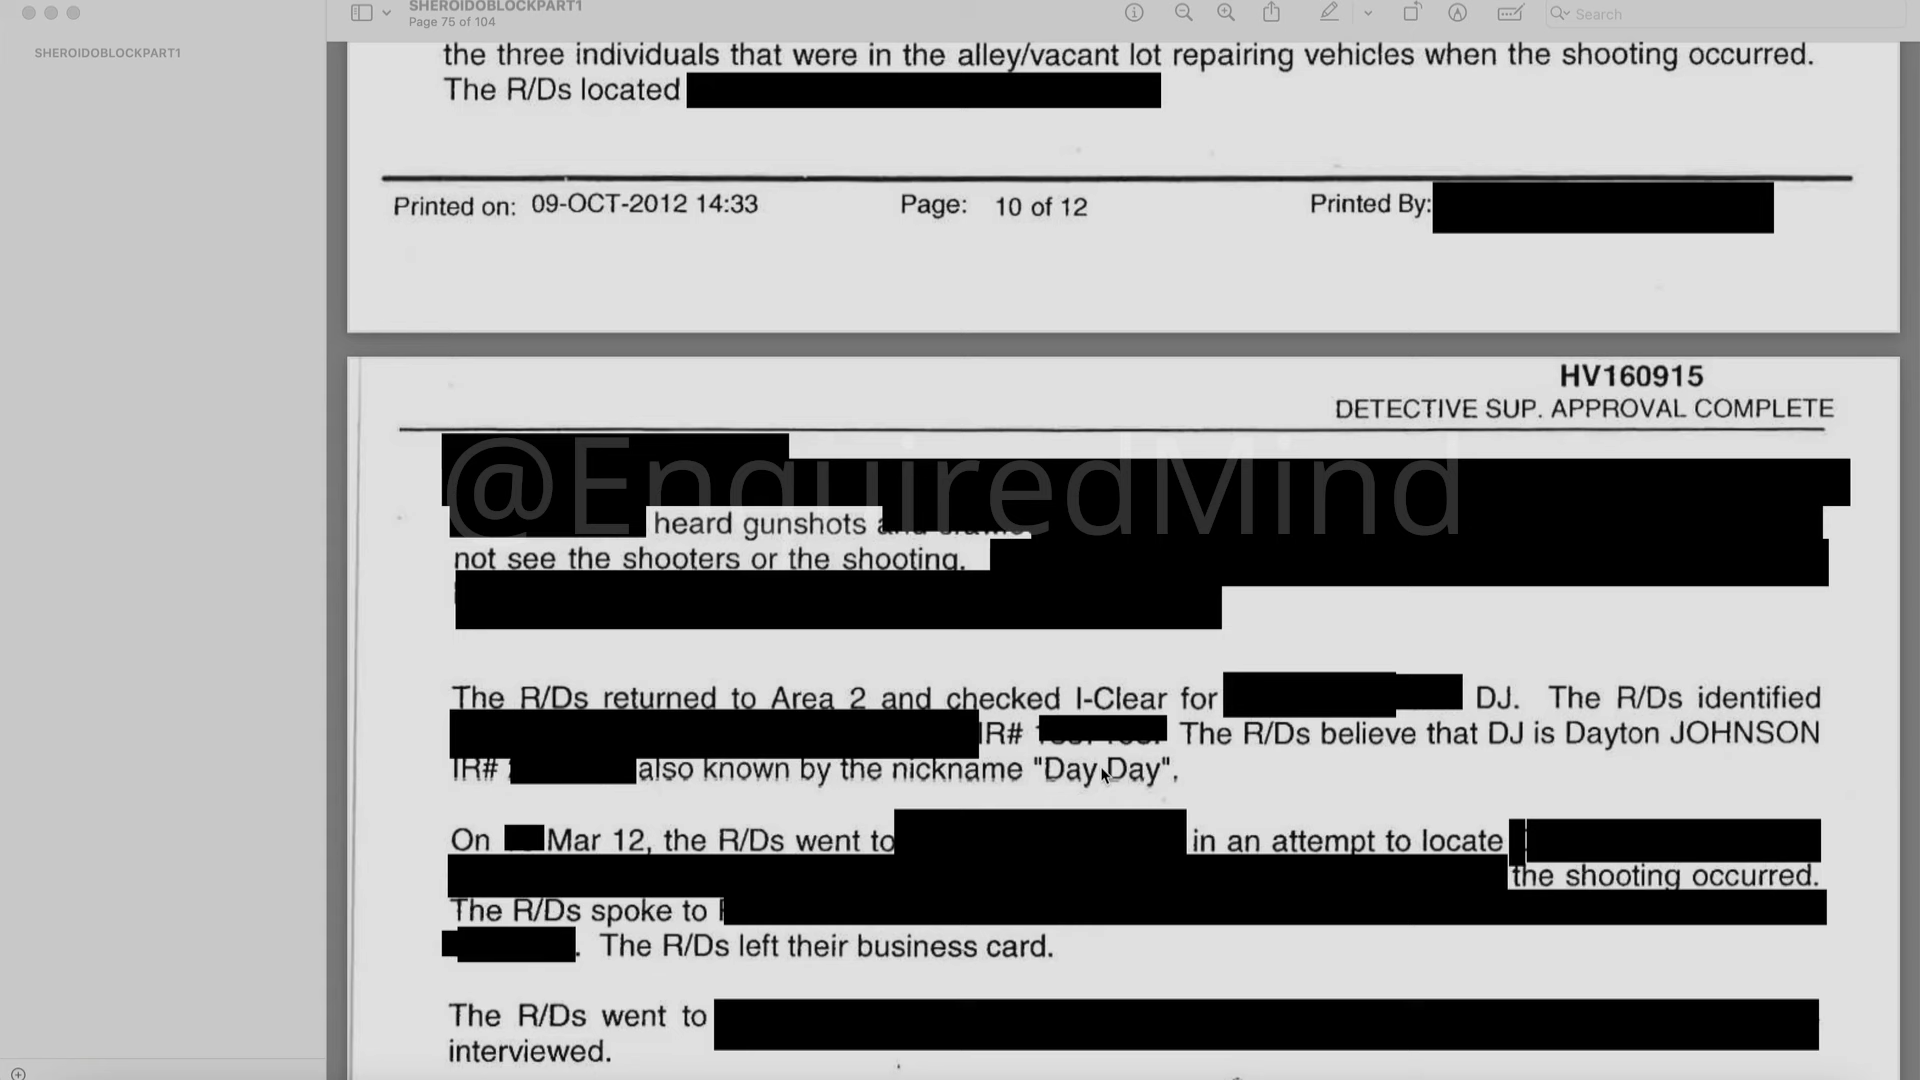 SHEROIDOBLOCKPART1
Page 75 of 104
Search
SHEROIDOBLOCKPART1
the three individuals that were in the alley/vacant lot repairing vehicles when the shooting occurred.
The R/Ds located
Printed on: 09-OCT-2012 14:33 Page: 10 of 12 Printed By:
HV160915
DETECTIVE SUP. APPROVAL COMPLETE
@EnquiredMind
heard gunshots and
not see the shooters or the shooting.
The R/Ds returned to Area 2 and checked I-Clear for DJ. The R/Ds identified
IR# The R/Ds believe that DJ is Dayton JOHNSON
IR# also known by the nickname "Day Day".
On Mar 12, the R/Ds went to in an attempt to locate
the shooting occurred.
The R/Ds spoke to
. The R/Ds left their business card.
The R/Ds went to
interviewed.